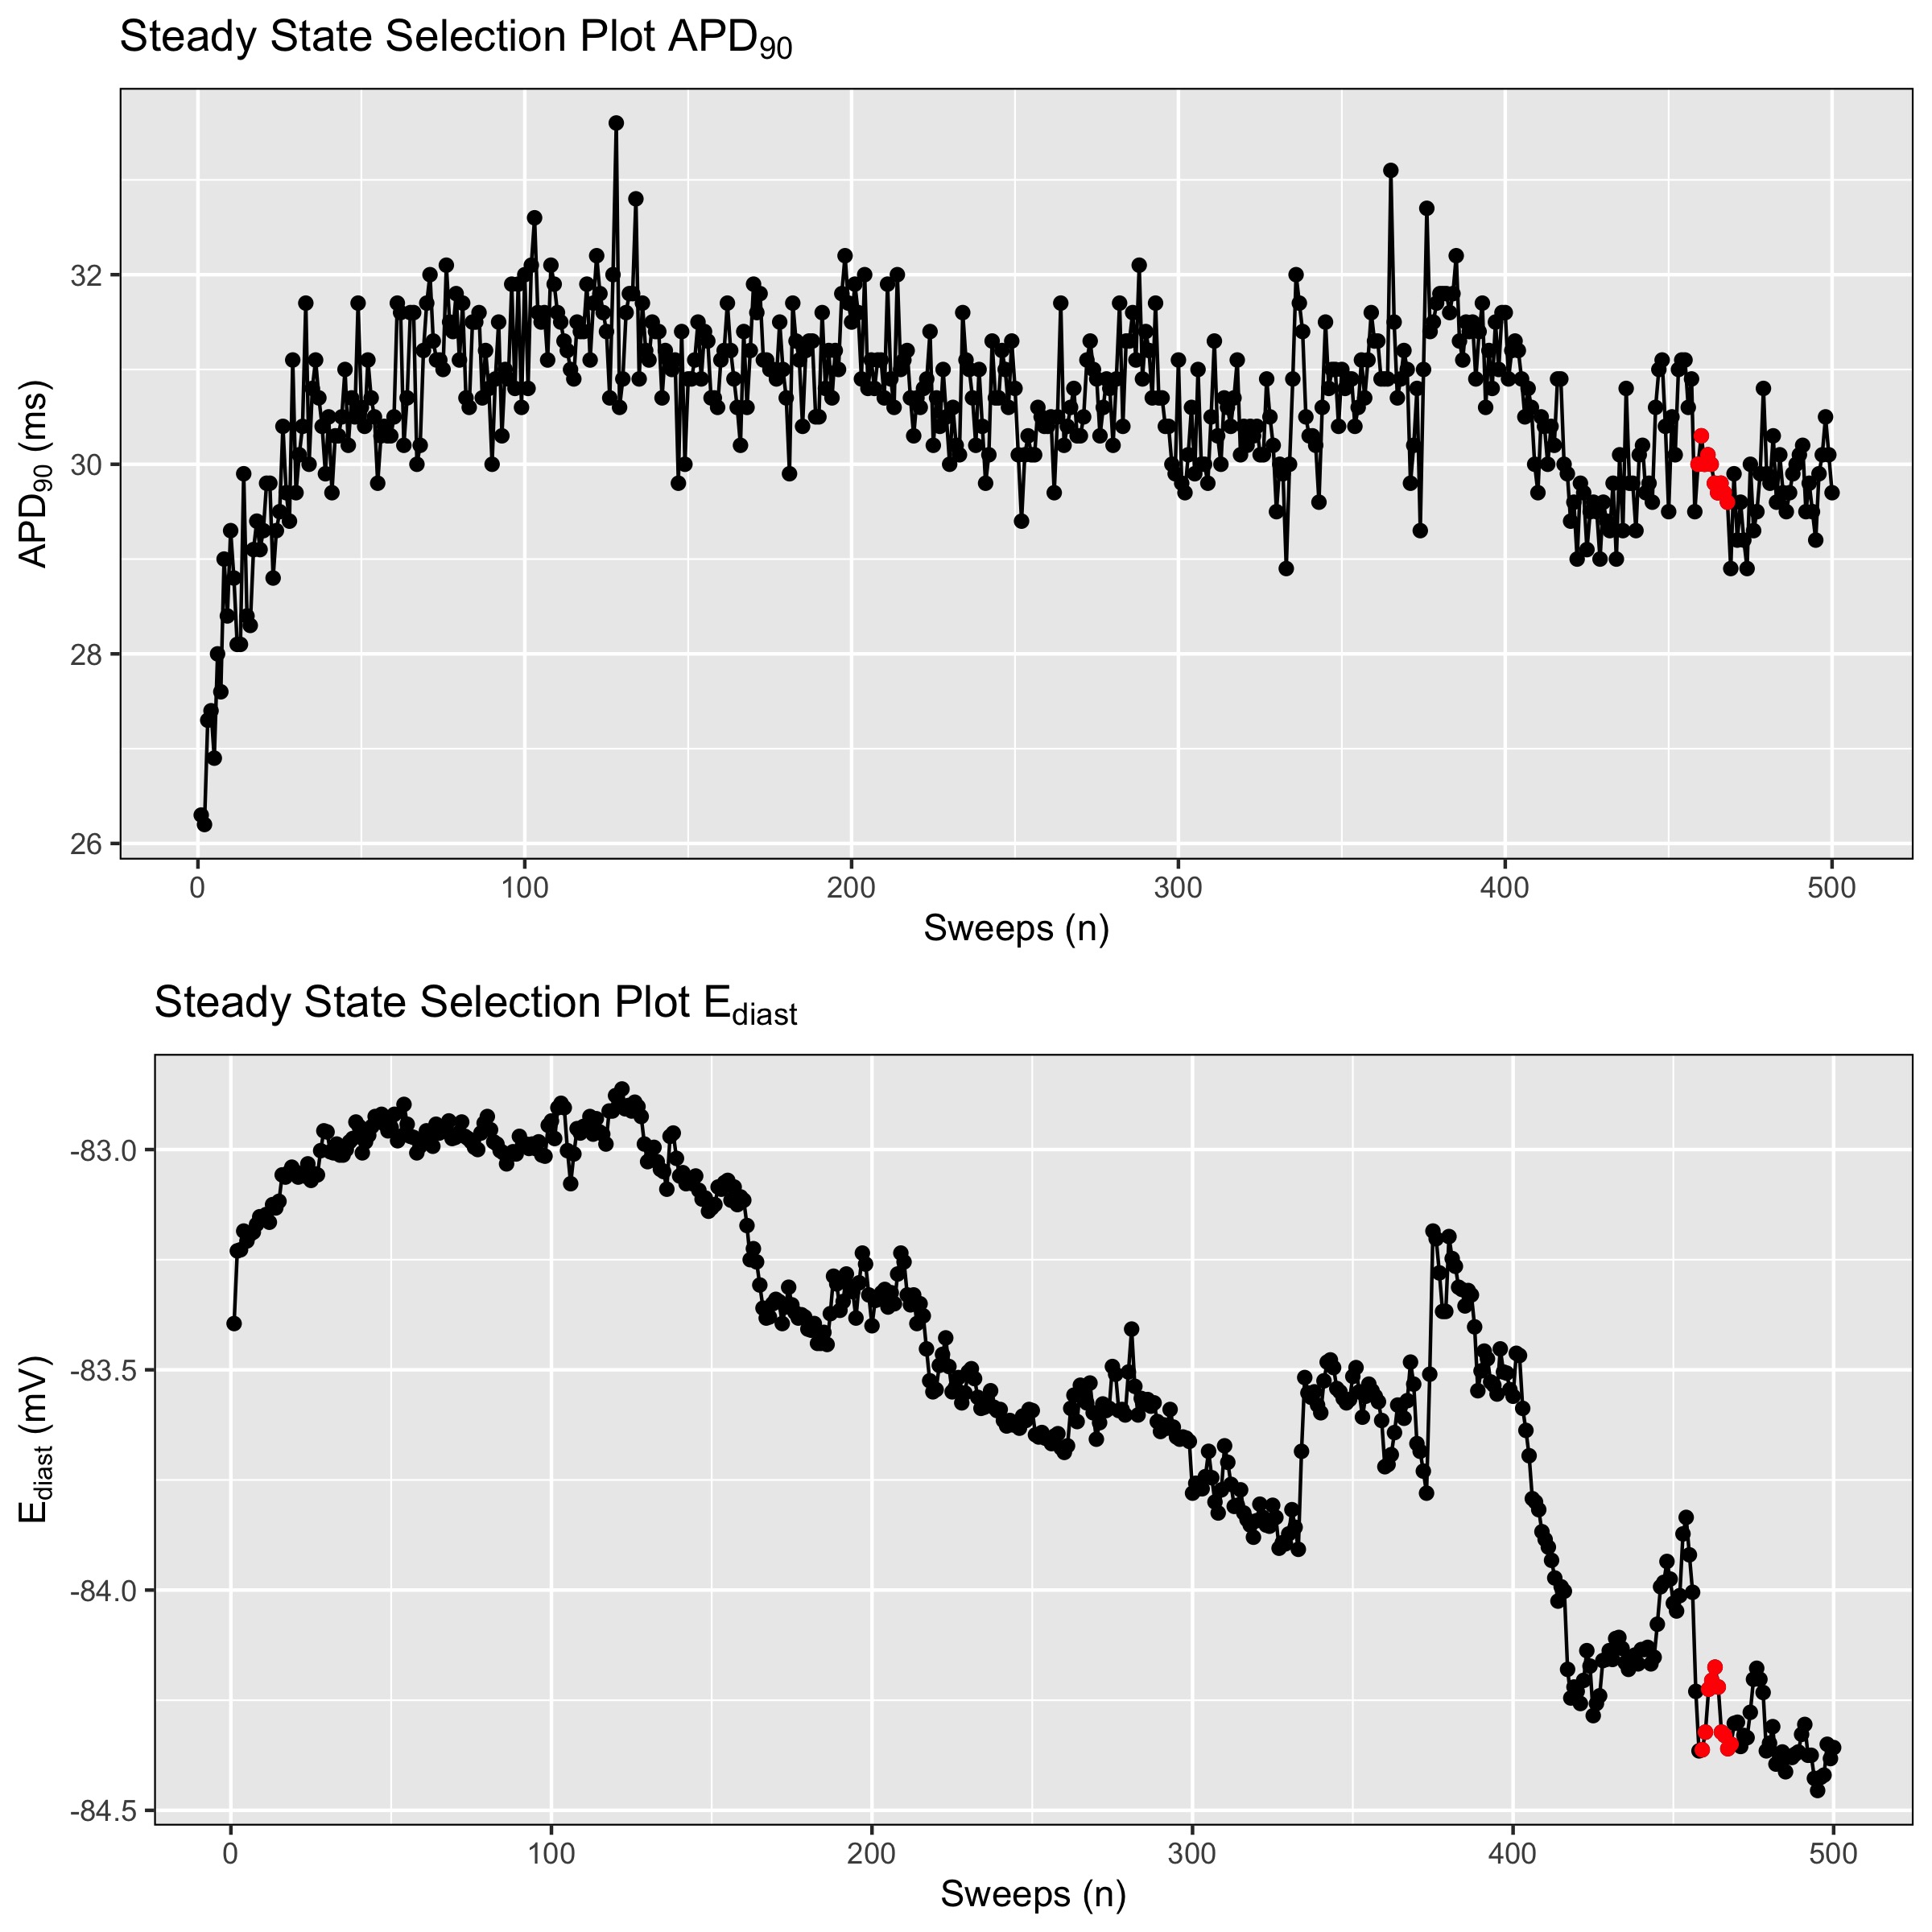 Steady State Selection Plot APD90
APD90 (ms)
32
30
28
26
0 100 200 300 400 500
Sweeps (n)
Steady State Selection Plot Ediast
Ediast (mV)
-83.0
-83.5
-84.0
-84.5
0 100 200 300 400 500
Sweeps (n)